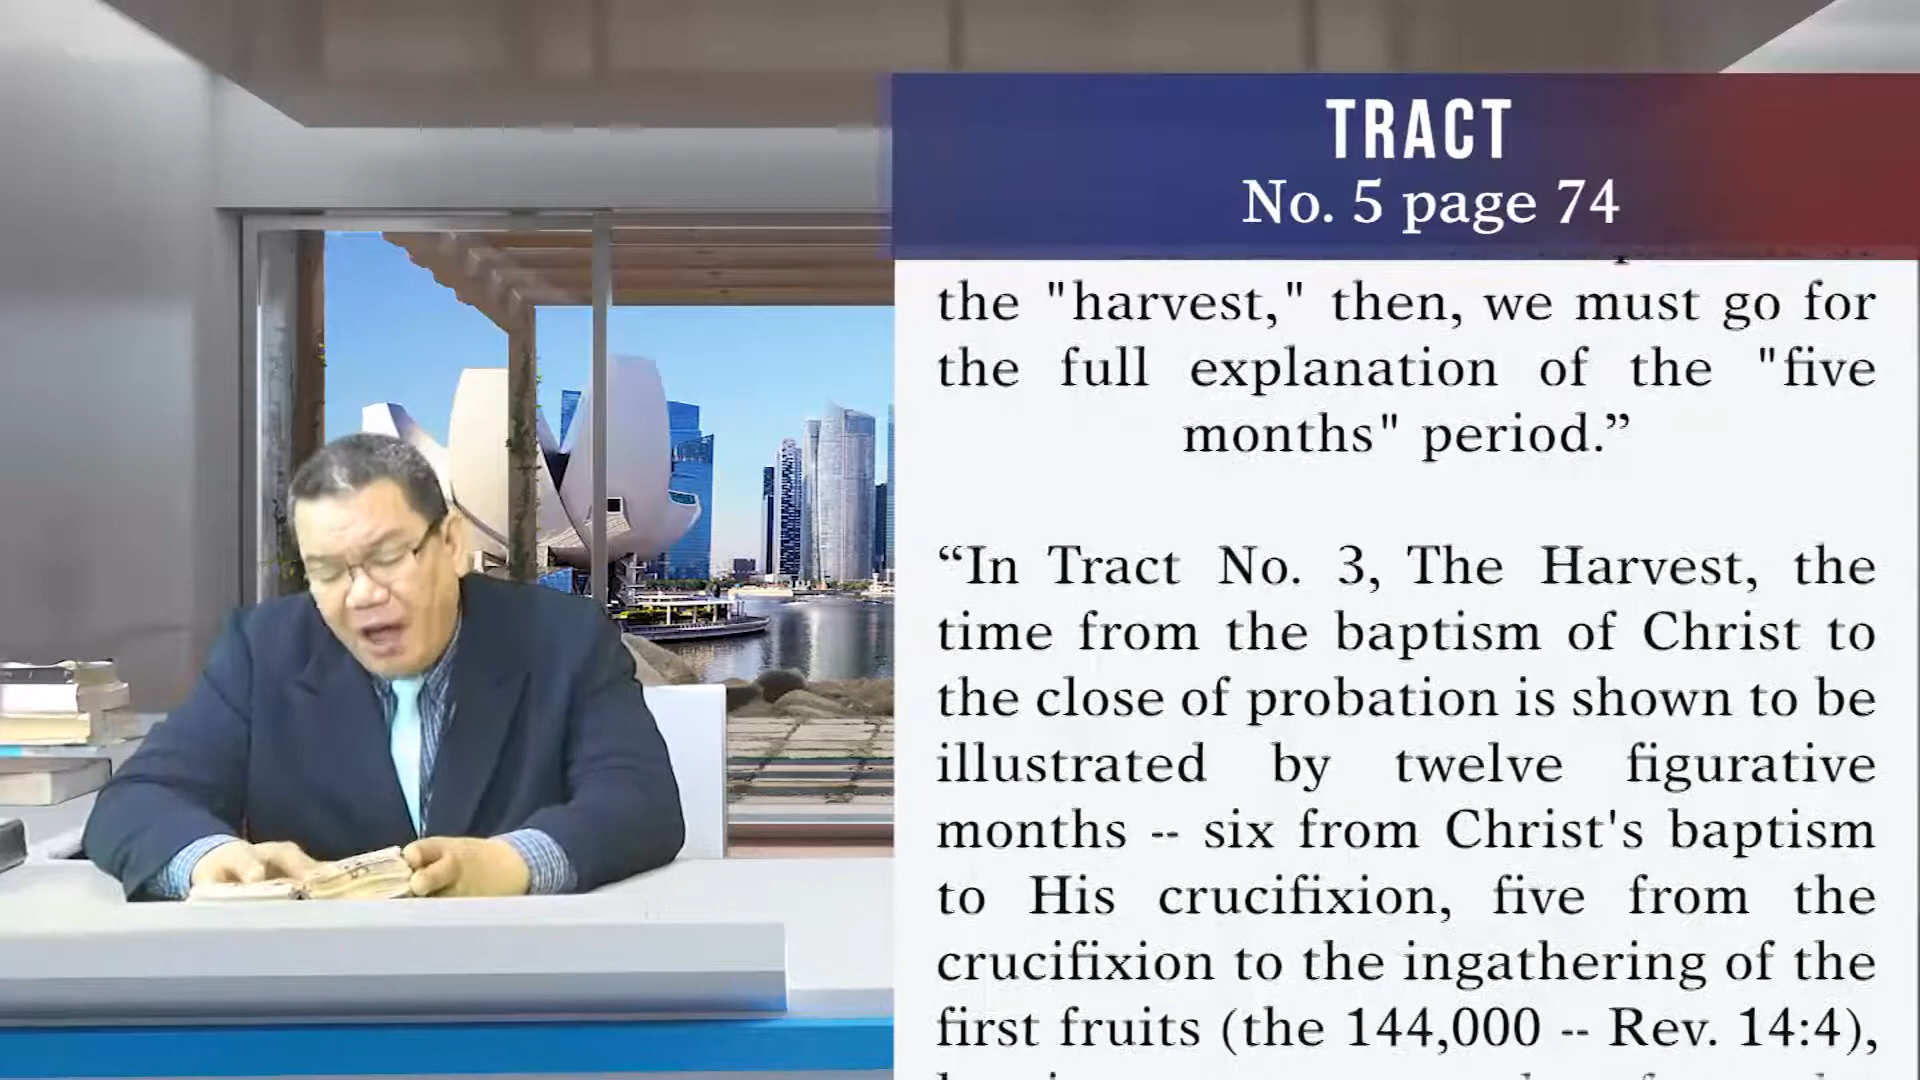 TRACT
No. 5 page 74
the "harvest," then, we must go for
the full explanation of the "five
months" period.”
“In Tract No. 3, The Harvest, the
time from the baptism of Christ to
the close of probation is shown to be
illustrated by twelve figurative
months -- six from Christ's baptism
to His crucifixion, five from the
crucifixion to the ingathering of the
first fruits (the 144,000 -- Rev. 14:4),